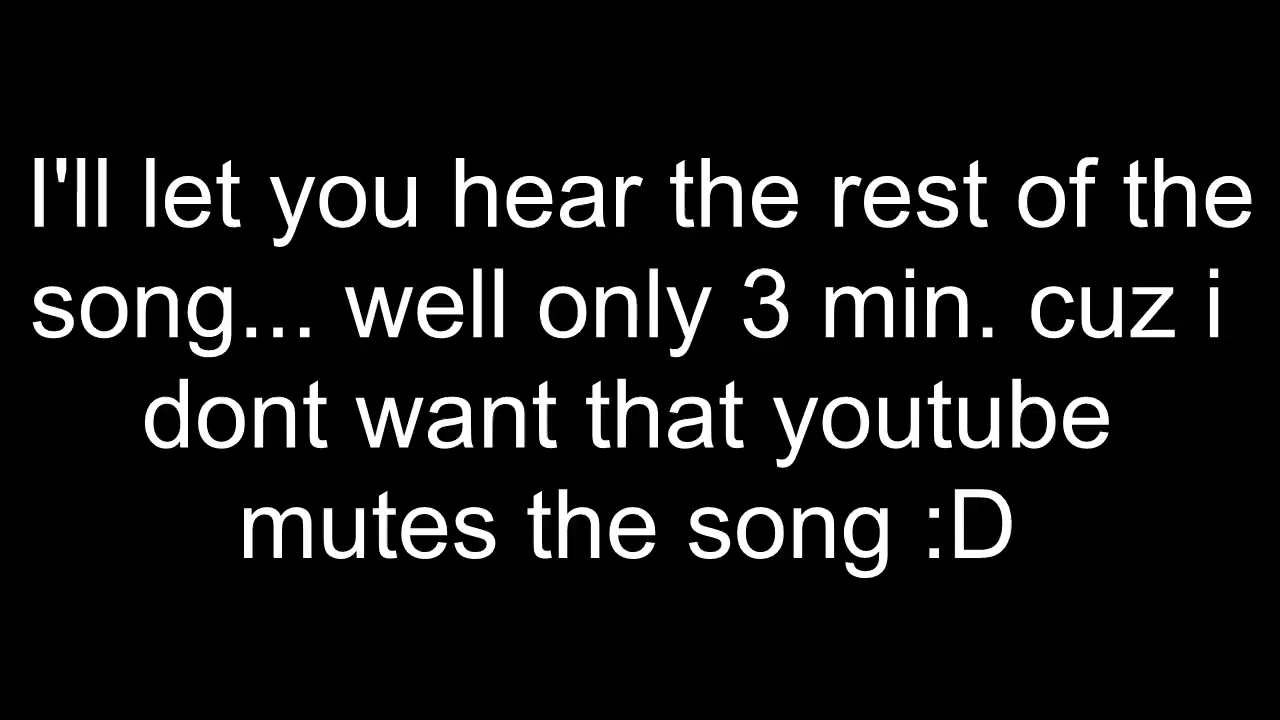 I'll let you hear the rest of the
song... well only 3 min. cuz i
dont want that youtube
mutes the song :D